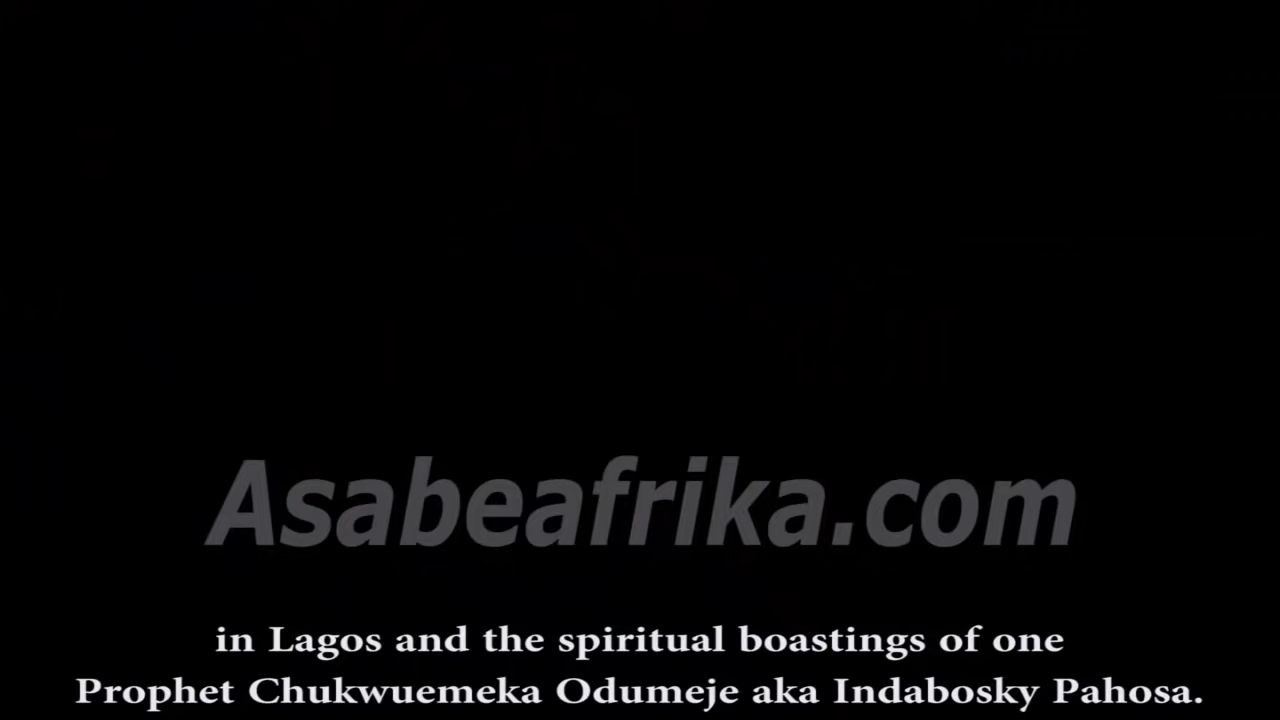 Asabeafrika.com
in Lagos and the spiritual boastings of one
Prophet Chukwuemeka Odumeje aka Indabosky Pahosa.